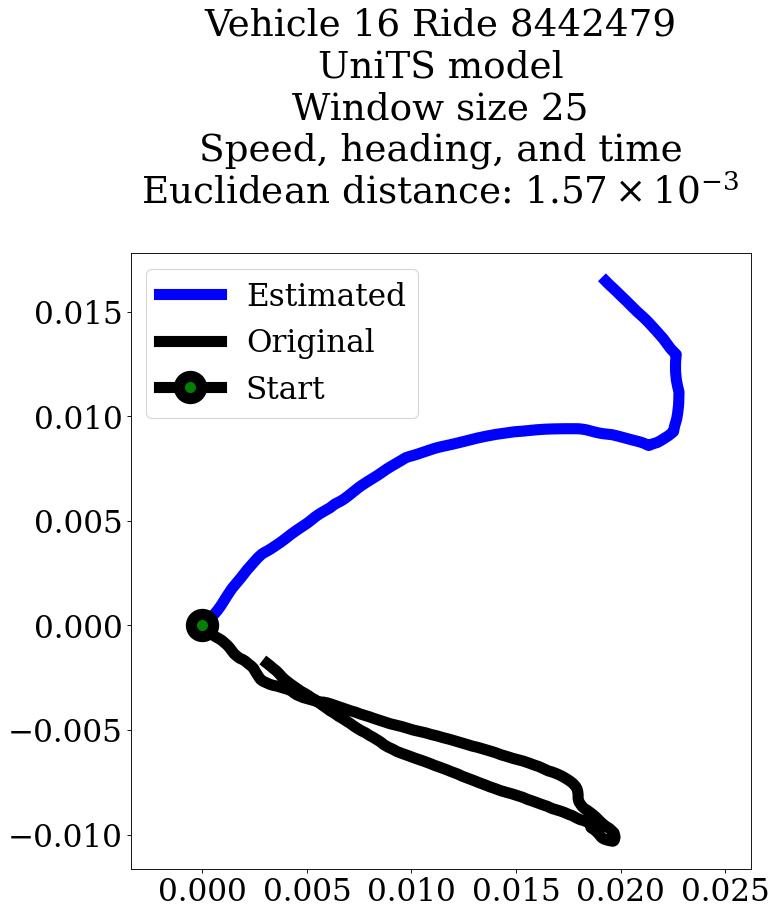 Vehicle 16 Ride 8442479
UniTS model
Window size 25
Speed, heading, and time
Euclidean distance: 1.57 × 10⁻³
Estimated
Original
Start
0.015
0.010
0.005
0.000
−0.005
−0.010
0.000 0.005 0.010 0.015 0.020 0.025